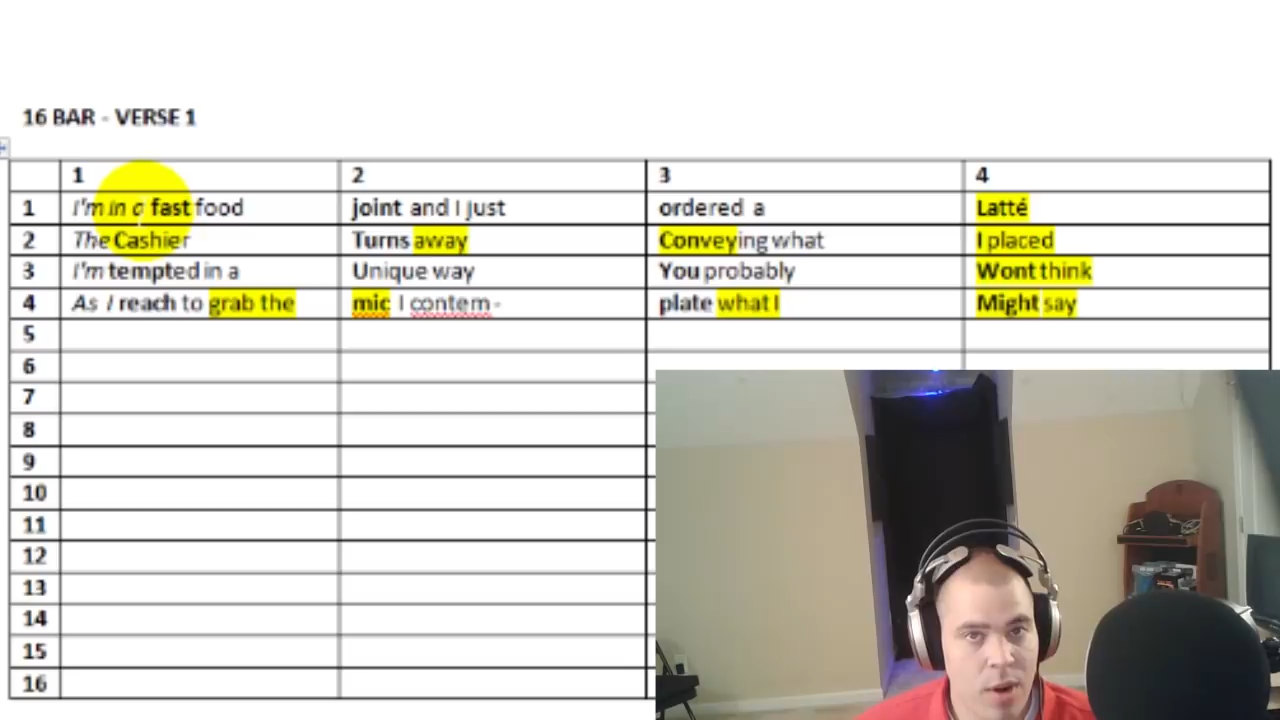 16 BAR - VERSE 1
1 2 3 4
1 I'm in a fast food joint and I just ordered a Latté
2 The Cashier Turns away Conveying what I placed
3 I'm tempted in a Unique way You probably Wont think
4 As I reach to grab the mic I contem - plate what I Might say
5
6
7
8
9
10
11
12
13
14
15
16